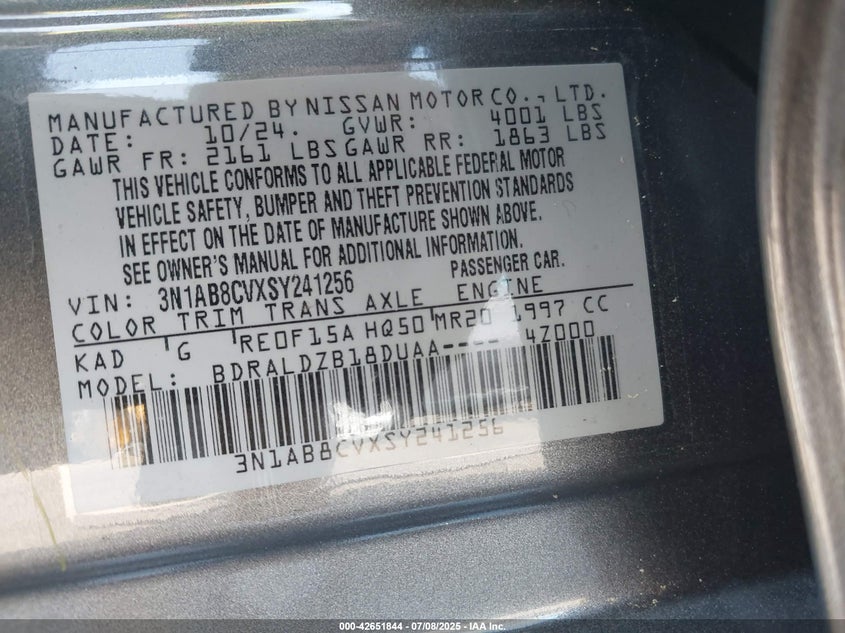 MANUFACTURED BY NISSAN MOTOR CO., LTD.
DATE: 10/24. GVWR: 4001 LBS
GAWR FR: 2161 LBS GAWR RR: 1863 LBS
THIS VEHICLE CONFORMS TO ALL APPLICABLE FEDERAL MOTOR
VEHICLE SAFETY, BUMPER AND THEFT PREVENTION STANDARDS
IN EFFECT ON THE DATE OF MANUFACTURE SHOWN ABOVE.
SEE OWNER'S MANUAL FOR ADDITIONAL INFORMATION.
VIN: 3N1AB8CVXSY241256 PASSENGER CAR.
COLOR TRIM TRANS AXLE ENGINE
KAD G RE0F15A HQ50 MR20 1997 CC
MODEL: BDRALDZB18DUAA---- 4Z000
3N1AB8CVXSY241256
000-42651844 | 07/08/2025 - IAA Inc.